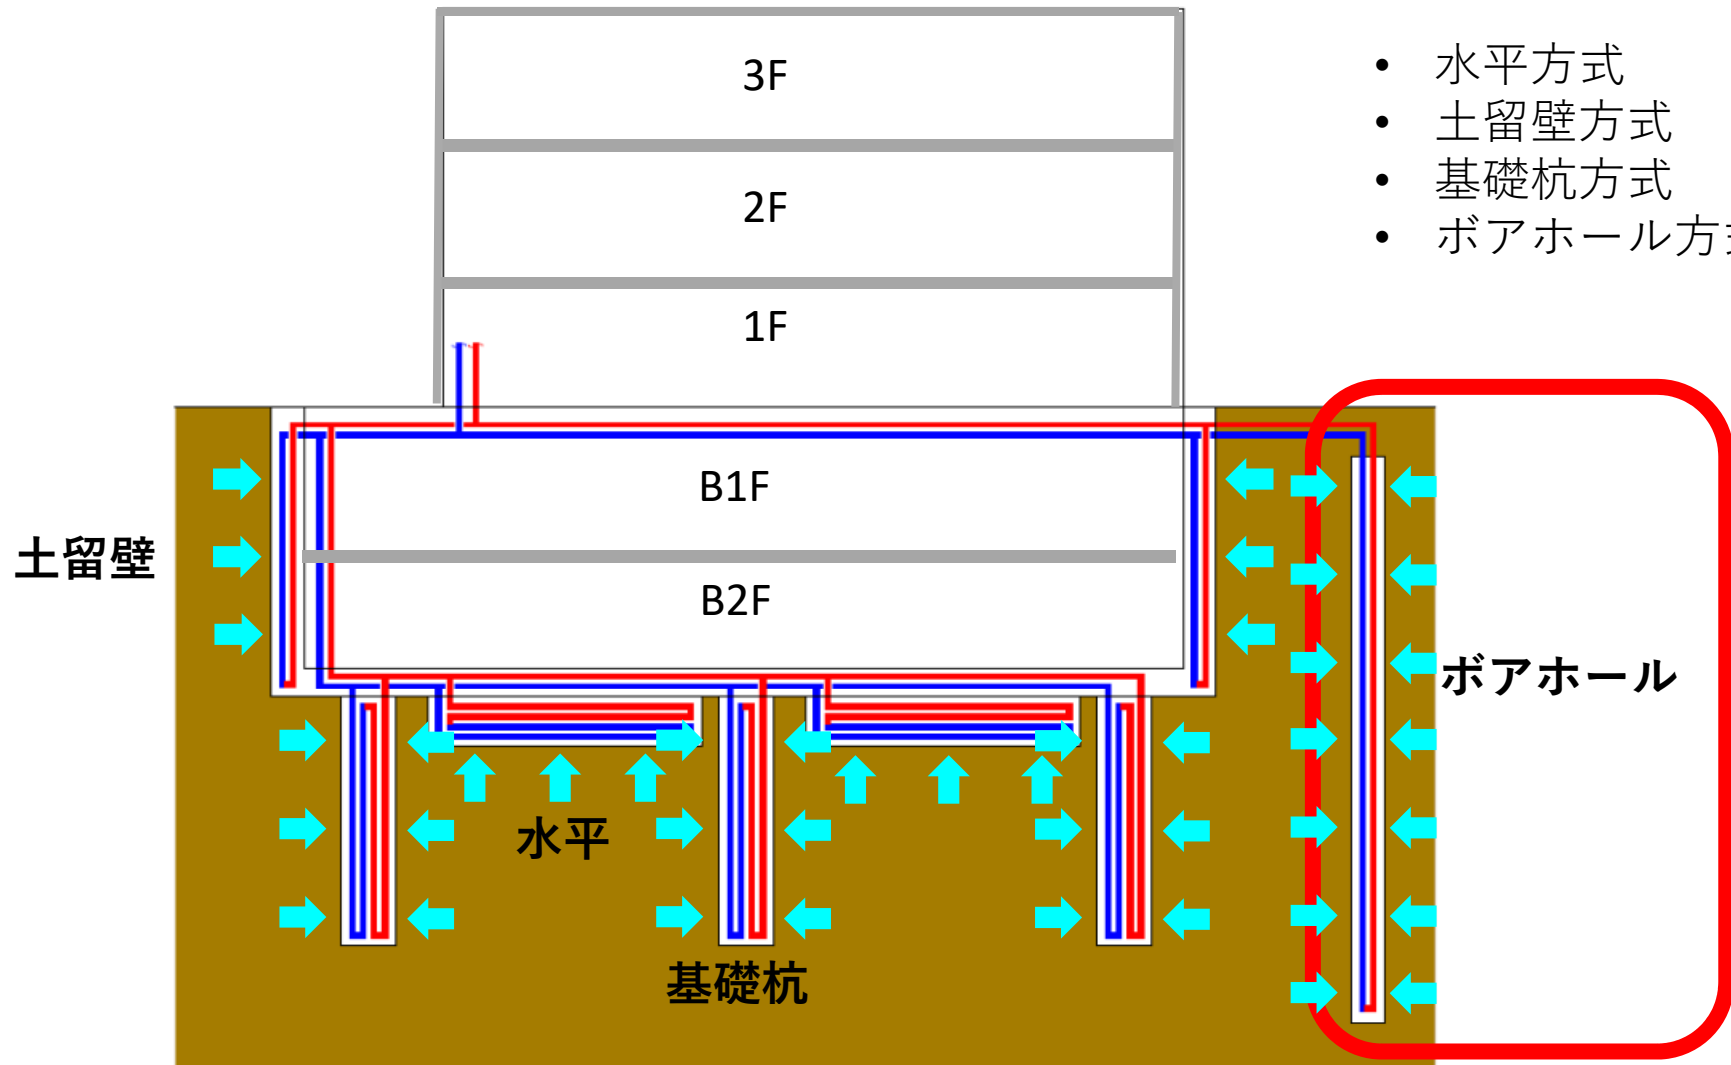 3F
• 水平方式
• 土留壁方式
• 基礎杭方式
• ボアホール方
2F
1F
B1F
土留壁
B2F
ボアホール
水平
基礎杭